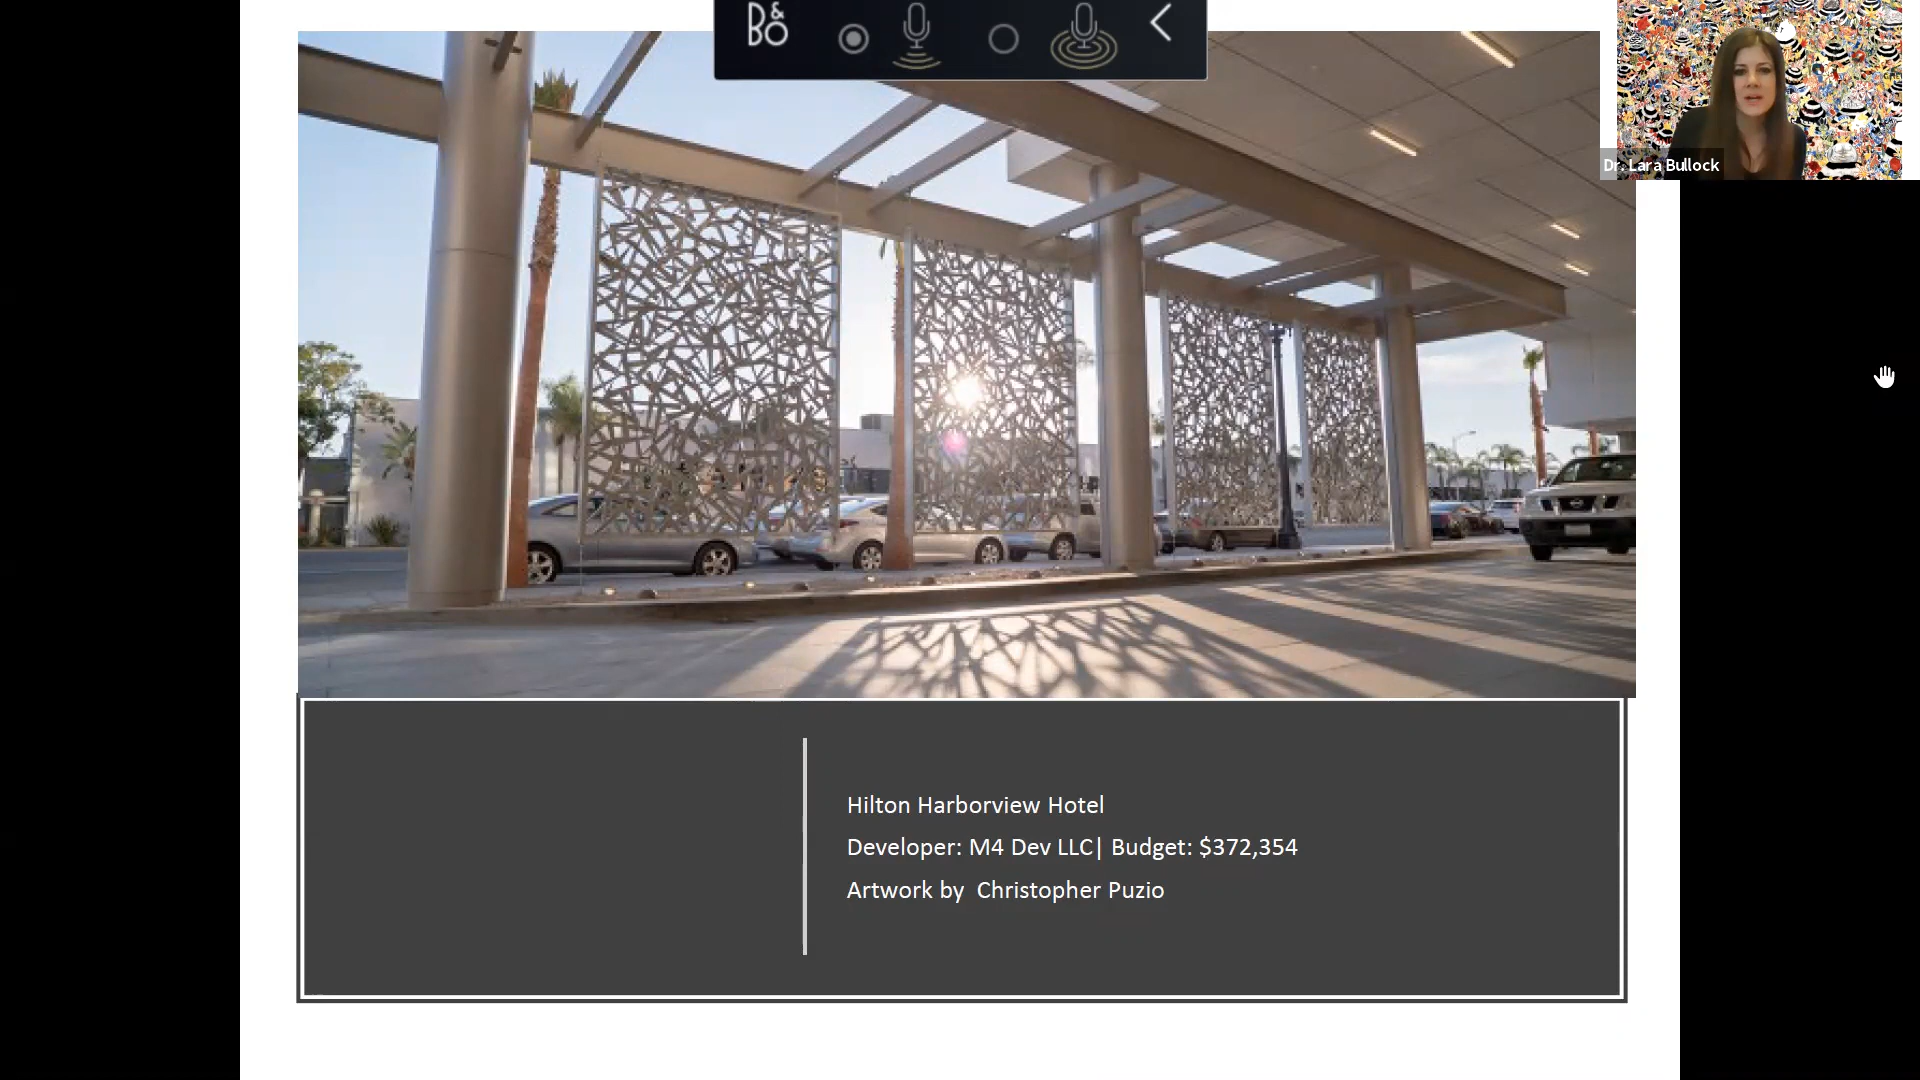 B&O
Dr. Lara Bullock
Hilton Harborview Hotel
Developer: M4 Dev LLC| Budget: $372,354
Artwork by  Christopher Puzio